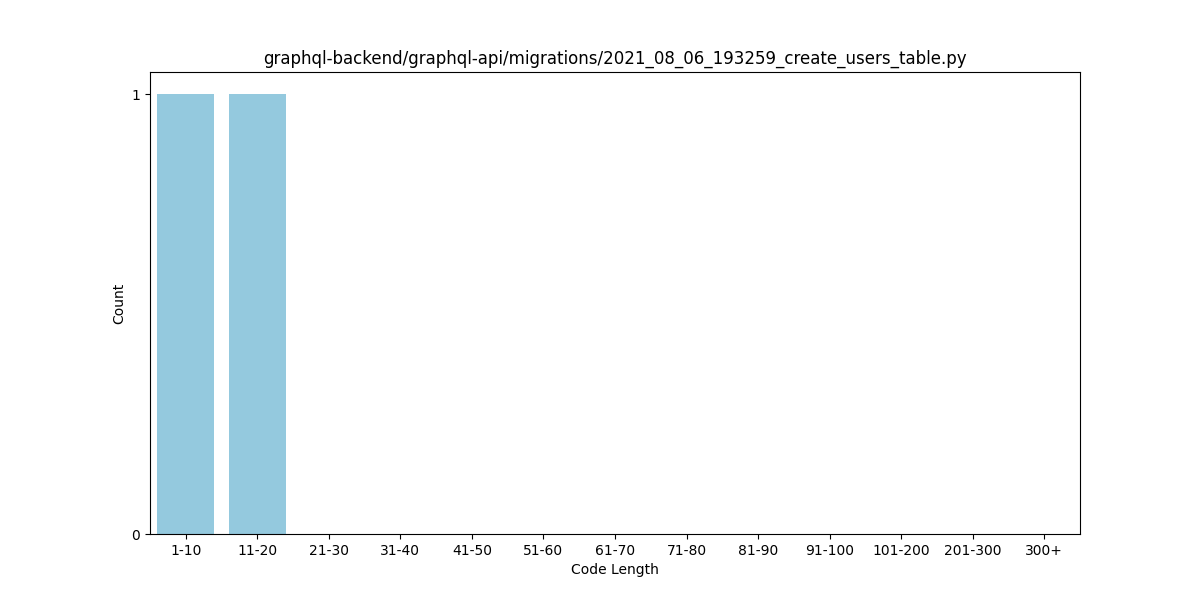 graphql-backend/graphql-api/migrations/2021_08_06_193259_create_users_table.py
1
Count
0
1-10 11-20 21-30 31-40 41-50 51-60 61-70 71-80 81-90 91-100 101-200 201-300 300+
Code Length